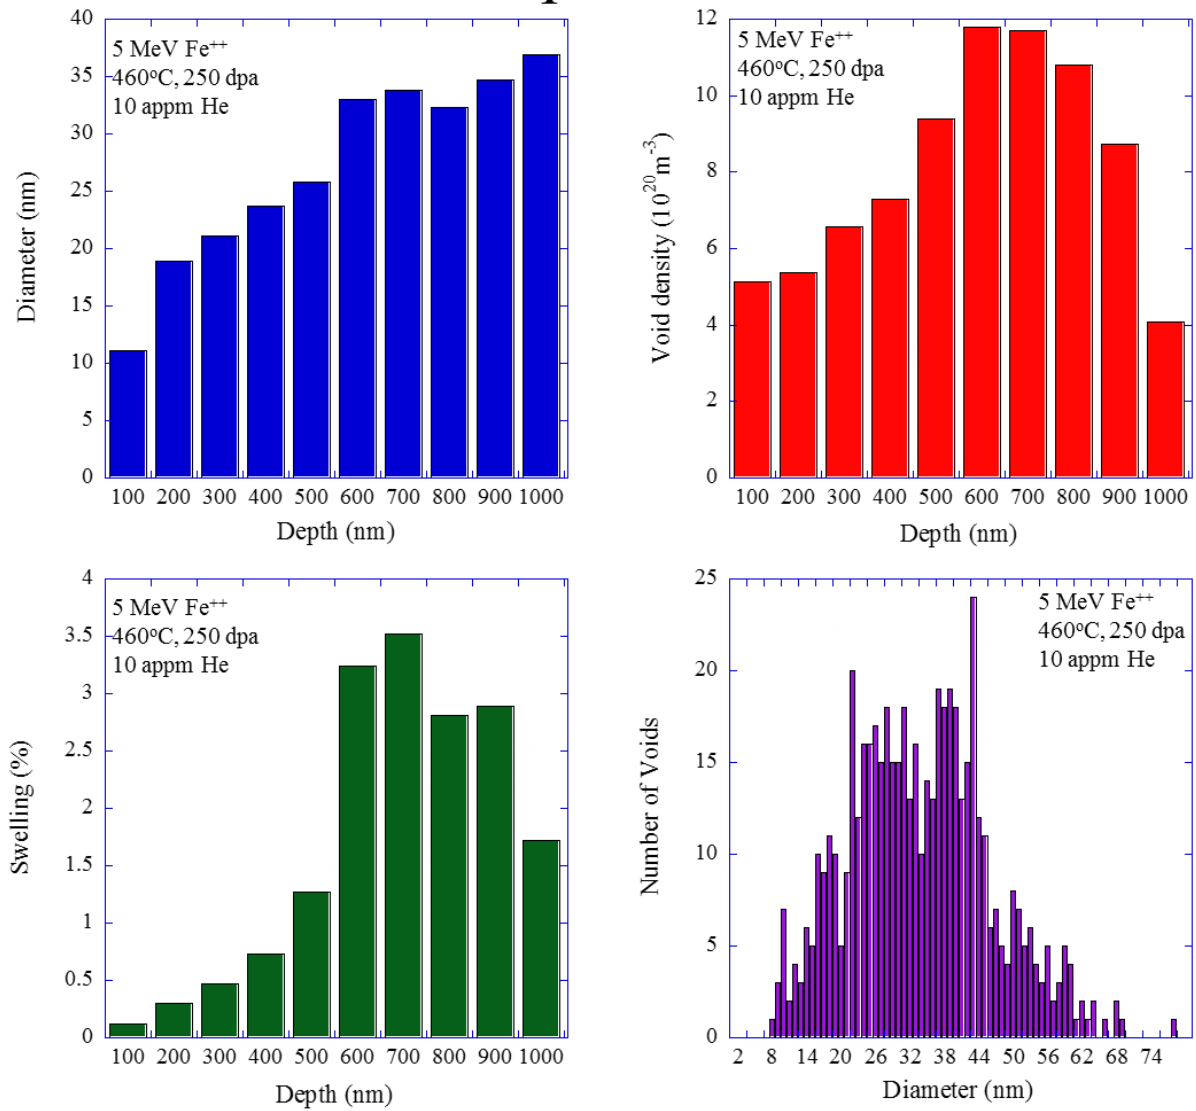 40
35
30
25
20
15
10
5
0
Diameter (nm)
5 MeV Fe⁺⁺
460°C, 250 dpa
10 appm He
100 200 300 400 500 600 700 800 900 1000
Depth (nm)
12
10
8
6
4
2
0
Void density (10²⁰m⁻³)
5 MeV Fe⁺⁺
460°C, 250 dpa
10 appm He
100 200 300 400 500 600 700 800 900 1000
Depth (nm)
4
3.5
3
2.5
2
1.5
1
0.5
0
Swelling (%)
5 MeV Fe⁺⁺
460°C, 250 dpa
10 appm He
100 200 300 400 500 600 700 800 900 1000
Depth (nm)
25
20
15
10
5
0
Number of Voids
5 MeV Fe⁺⁺
460°C, 250 dpa
10 appm He
2 8 14 20 26 32 38 44 50 56 62 68 74
Diameter (nm)